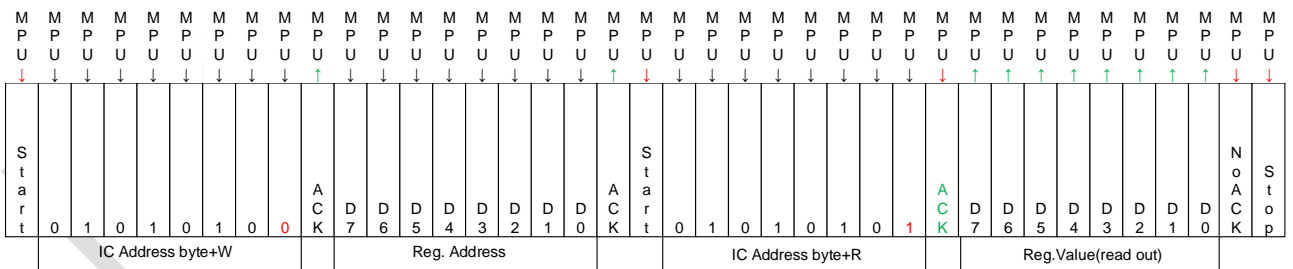 MPU MPU MPU MPU MPU MPU MPU MPU MPU MPU MPU MPU MPU MPU MPU MPU MPU MPU MPU MPU MPU MPU MPU MPU MPU MPU MPU MPU MPU MPU MPU MPU MPU MPU MPU MPU MPU MPU MPU
↓ ↓ ↓ ↓ ↓ ↓ ↓ ↓ ↓ ↑ ↓ ↓ ↓ ↓ ↓ ↓ ↓ ↓ ↑ ↓ ↓ ↓ ↓ ↓ ↓ ↓ ↓ ↓ ↓ ↑ ↑ ↑ ↑ ↑ ↑ ↑ ↑ ↓ ↓
Start 0 1 0 1 0 1 0 0 ACK D7 D6 D5 D4 D3 D2 D1 D0 ACK Start 0 1 0 1 0 1 0 1 ACK D7 D6 D5 D4 D3 D2 D1 D0 NoACK Stop
IC Address byte+W Reg. Address IC Address byte+R Reg.Value(read out)